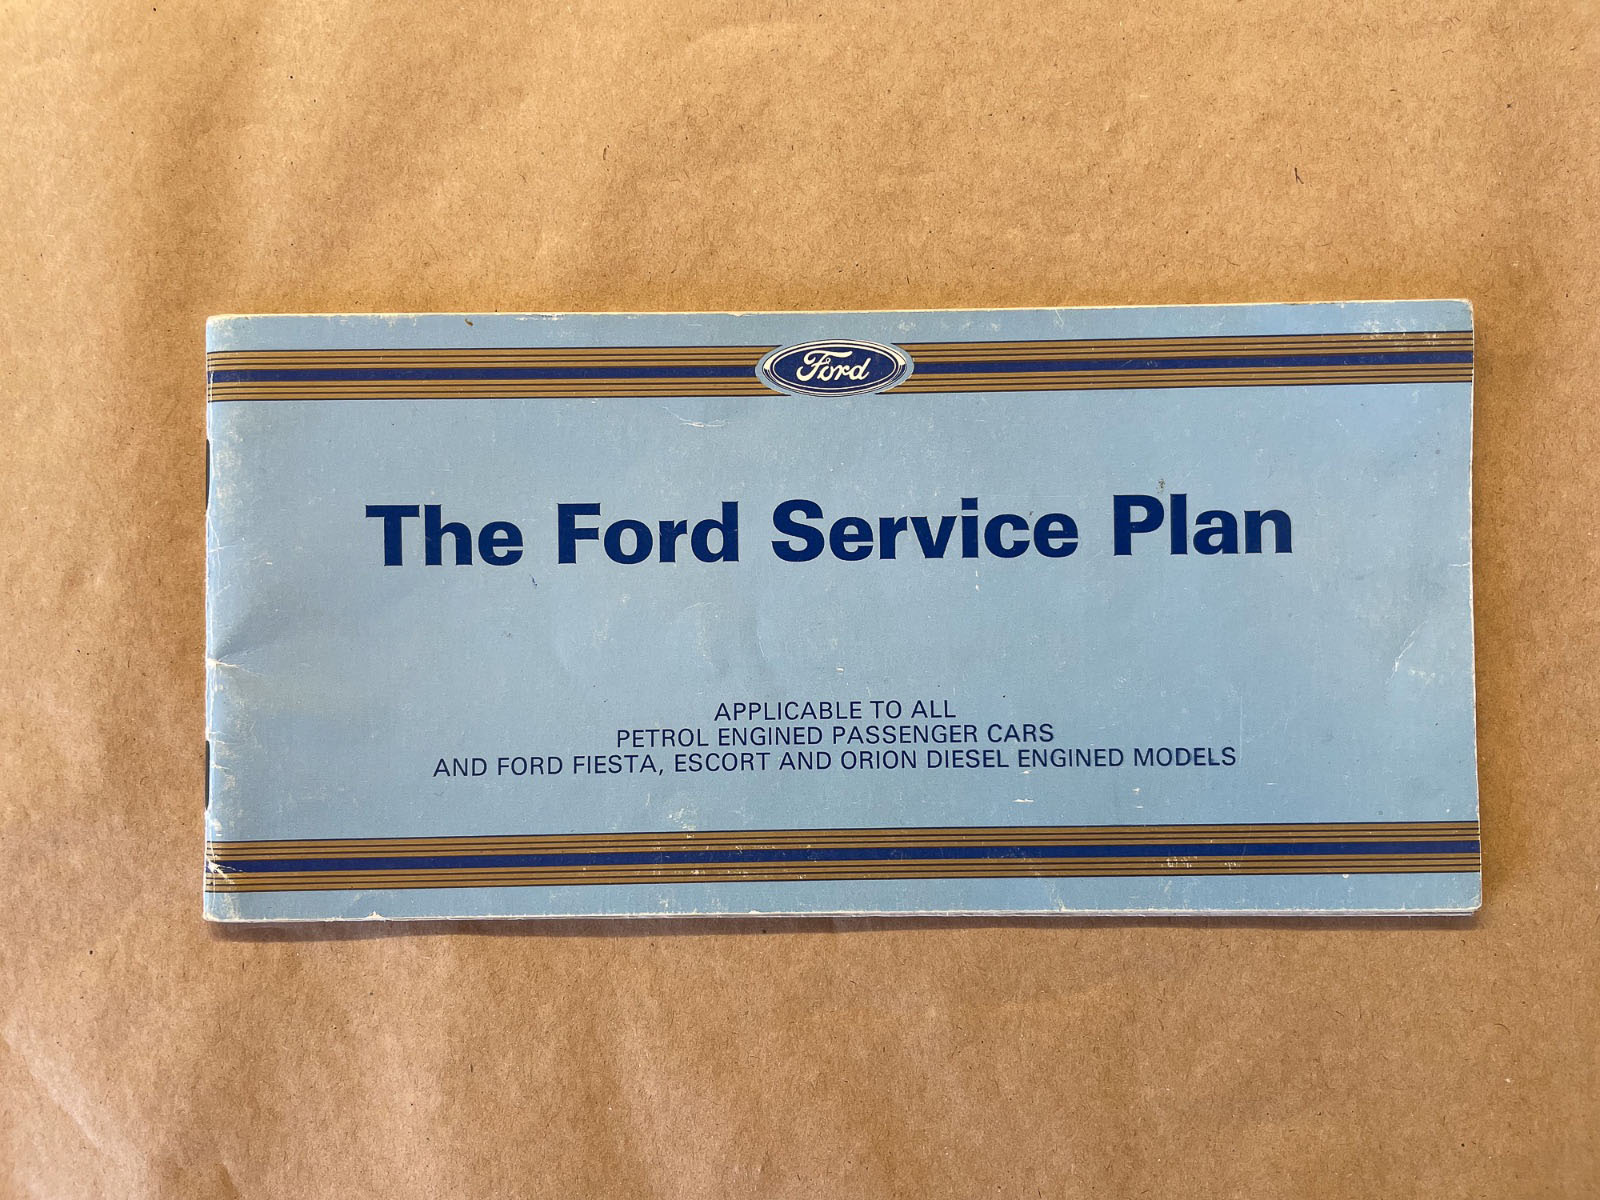 Ford
The Ford Service Plan
APPLICABLE TO ALL
PETROL ENGINED PASSENGER CARS
AND FORD FIESTA, ESCORT AND ORION DIESEL ENGINED MODELS